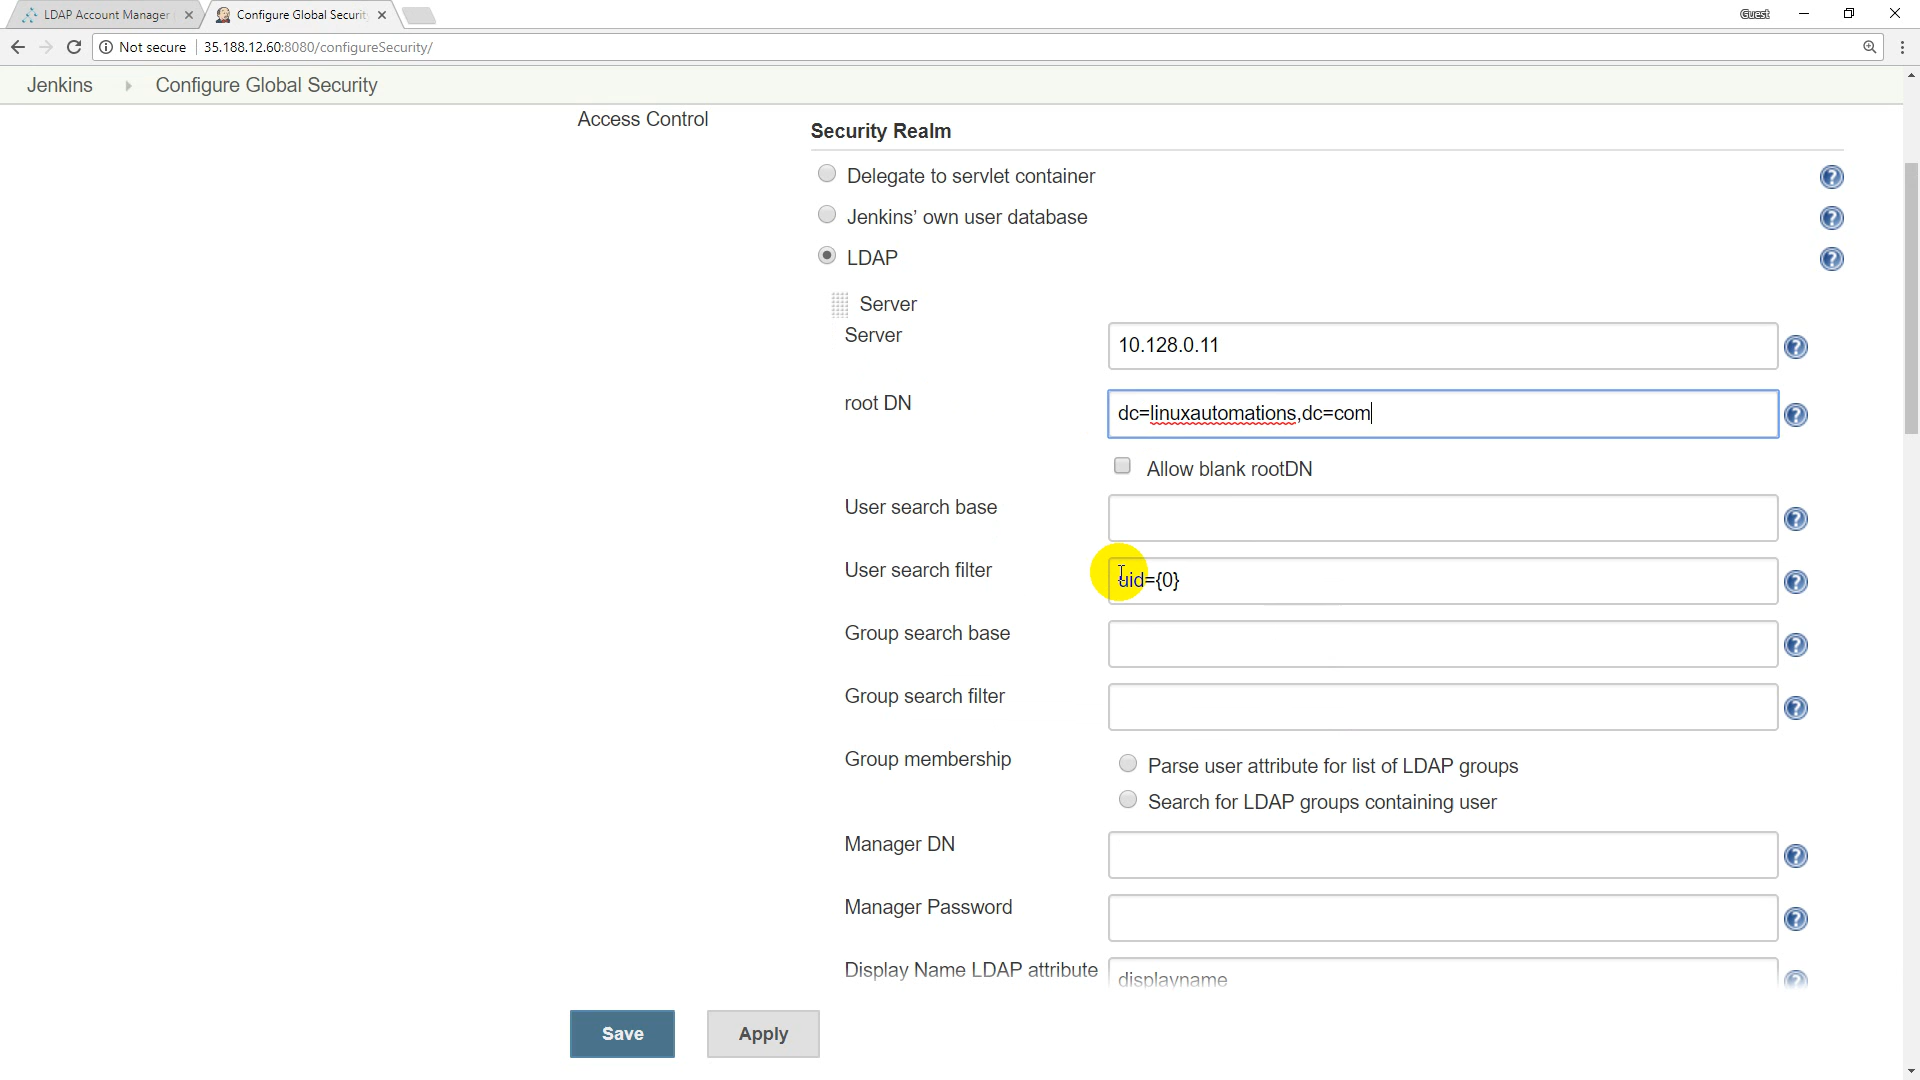 LDAP Account Manager
Configure Global Securit
Guest
Not secure
35.188.12.60:8080/configureSecurity/
Jenkins
Configure Global Security
Access Control
Security Realm
Delegate to servlet container
Jenkins' own user database
LDAP
Server
Server
10.128.0.11
root DN
dc=linuxautomations,dc=com
Allow blank rootDN
User search base
User search filter
uid={0}
Group search base
Group search filter
Group membership
Parse user attribute for list of LDAP groups
Search for LDAP groups containing user
Manager DN
Manager Password
Display Name LDAP attribute
displayname
Save
Apply